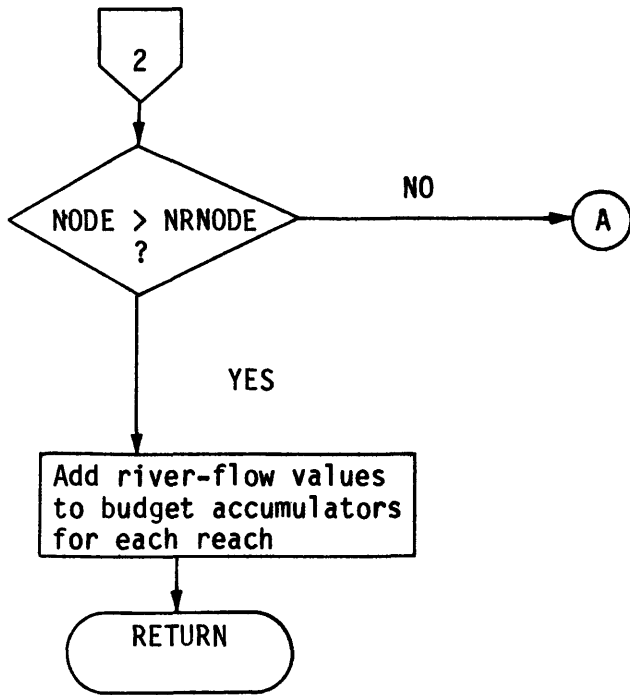 2
NODE > NRNODE
?
NO
A
YES
Add river-flow values
to budget accumulators
for each reach
RETURN